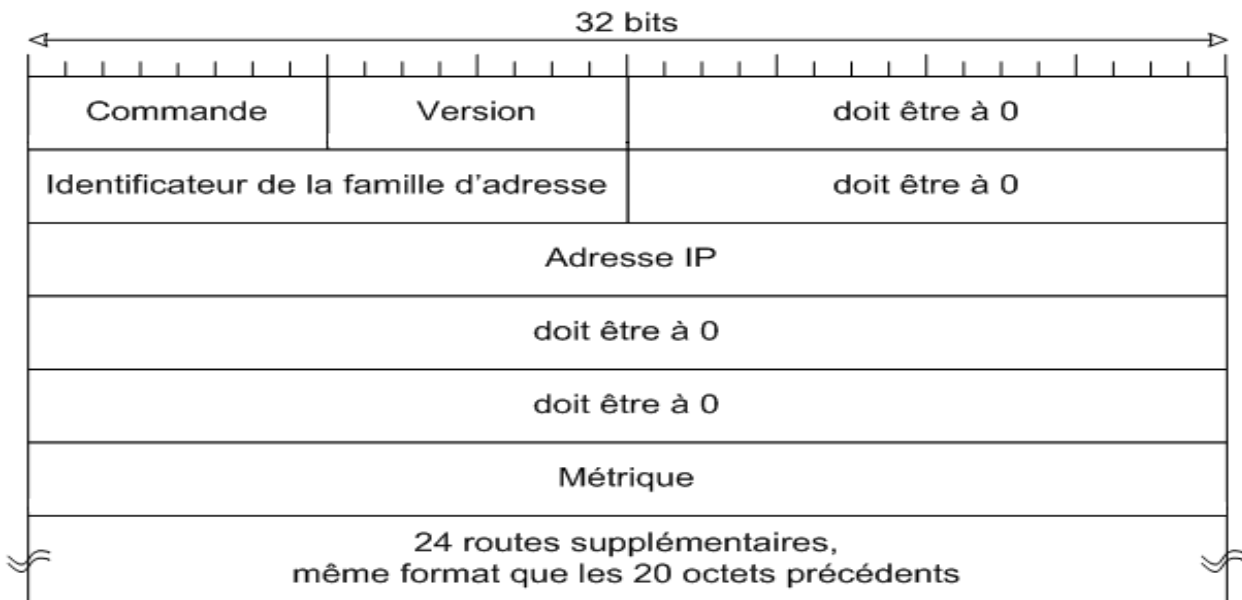 32 bits
Commande
Version
doit être à 0
Identificateur de la famille d'adresse
doit être à 0
Adresse IP
doit être à 0
doit être à 0
Métrique
24 routes supplémentaires,
même format que les 20 octets précédents